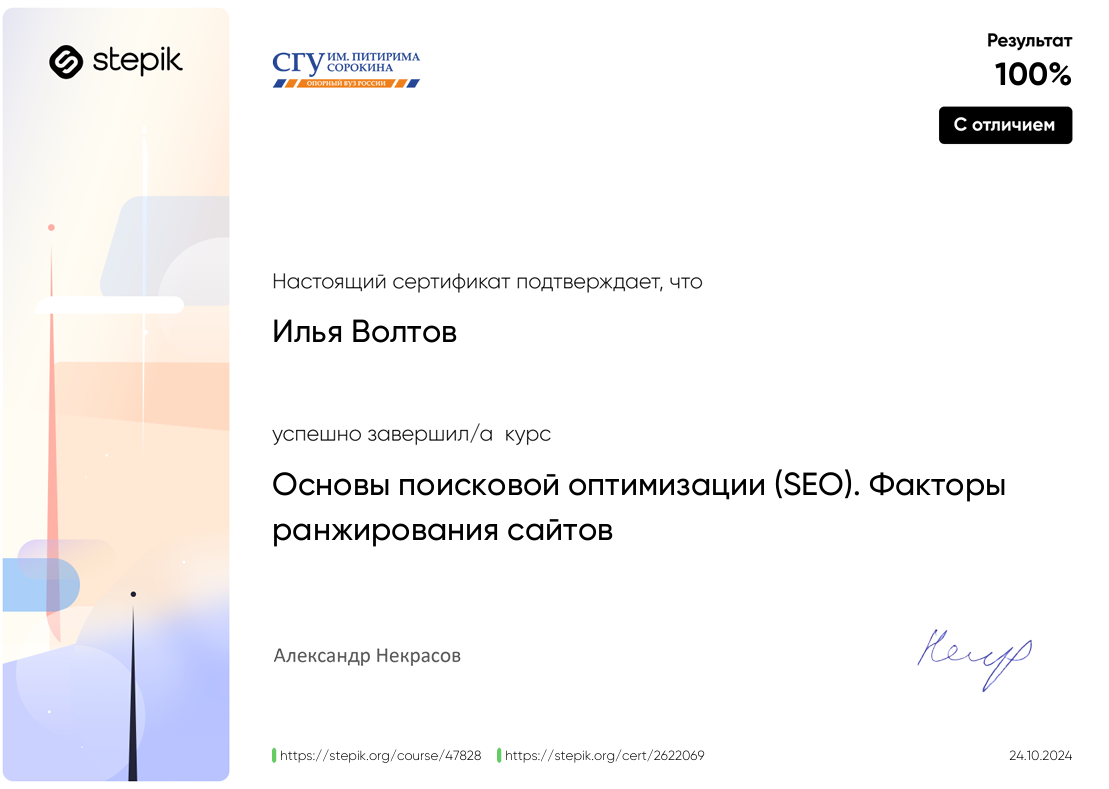 stepik
СГУ ИМ. ПИТИРИМА
СОРОКИНА
ОПОРНЫЙ ВУЗ РОССИИ
Результат
100%
С отличием
Настоящий сертификат подтверждает, что
Илья Волтов
успешно завершил/а курс
Основы поисковой оптимизации (SEO). Факторы
ранжирования сайтов
Александр Некрасов
https://stepik.org/course/47828 https://stepik.org/cert/2622069
24.10.2024